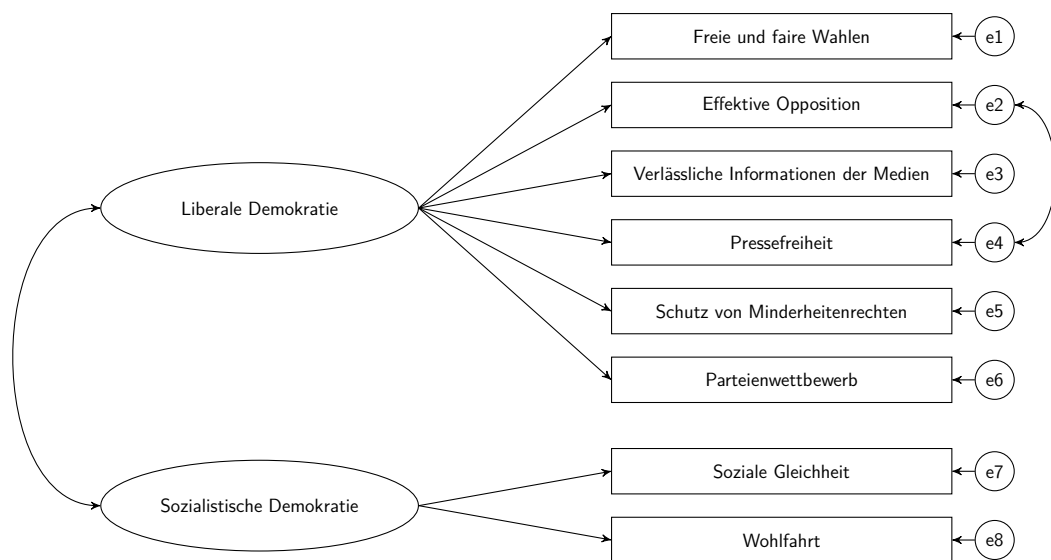 Freie und faire Wahlen
e1
Effektive Opposition
e2
Verlässliche Informationen der Medien
e3
Liberale Demokratie
Pressefreiheit
e4
Schutz von Minderheitenrechten
e5
Parteienwettbewerb
e6
Soziale Gleichheit
e7
Sozialistische Demokratie
Wohlfahrt
e8